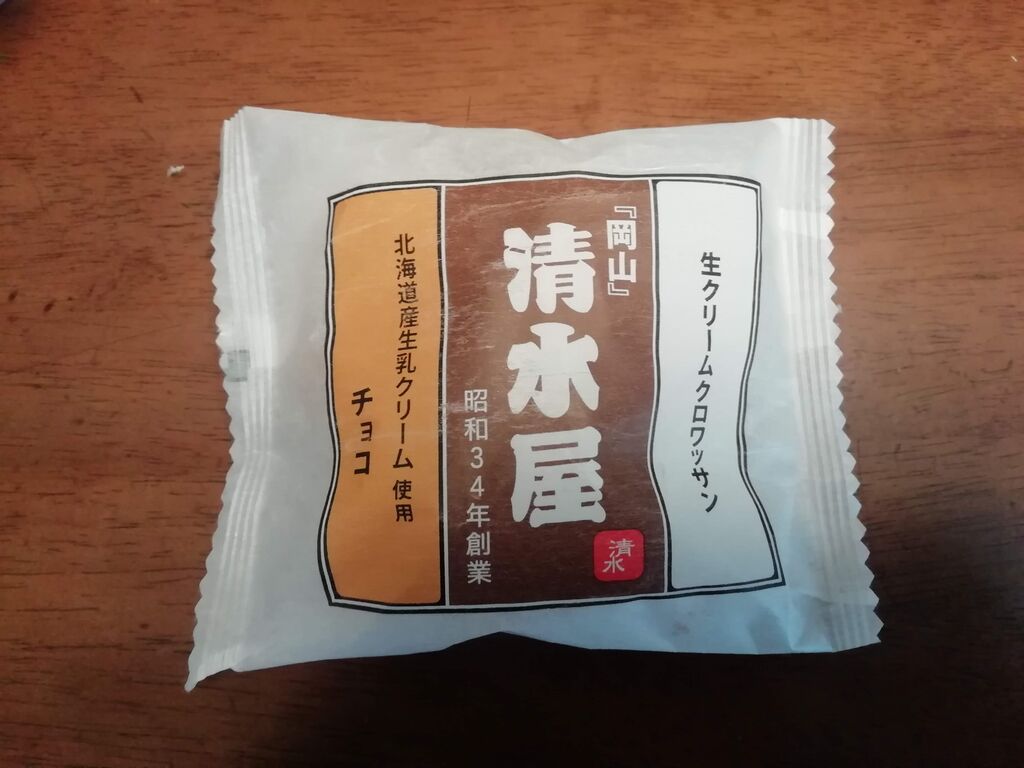 生クリームクロワッサン
『岡山』
清水屋
清水
昭和34年創業
北海道産生乳クリーム使用
チョコ